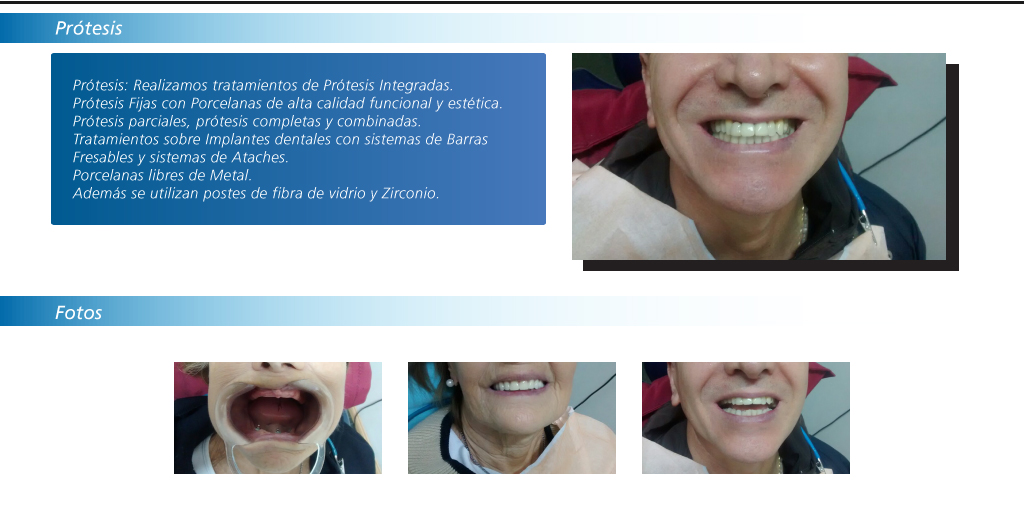 Prótesis
Prótesis: Realizamos tratamientos de Prótesis Integradas.
Prótesis Fijas con Porcelanas de alta calidad funcional y estética.
Prótesis parciales, prótesis completas y combinadas.
Tratamientos sobre Implantes dentales con sistemas de Barras
Fresables y sistemas de Ataches.
Porcelanas libres de Metal.
Además se utilizan postes de fibra de vidrio y Zirconio.
Fotos